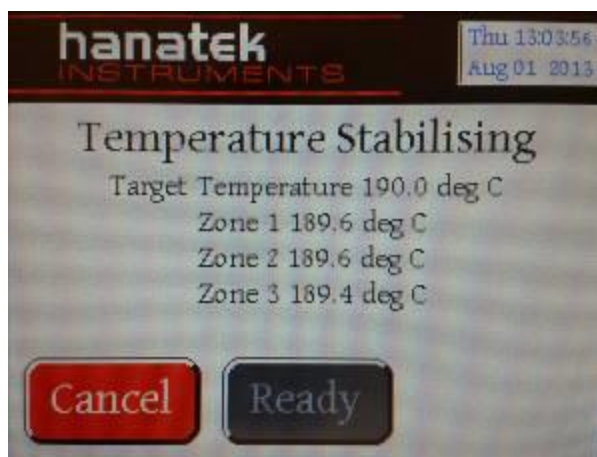 hanatek
INSTRUMENTS
Thu 13:03:56
Aug 01 2013
Temperature Stabilising
Target Temperature 190.0 deg C
Zone 1 189.6 deg C
Zone 2 189.6 deg C
Zone 3 189.4 deg C
Cancel
Ready